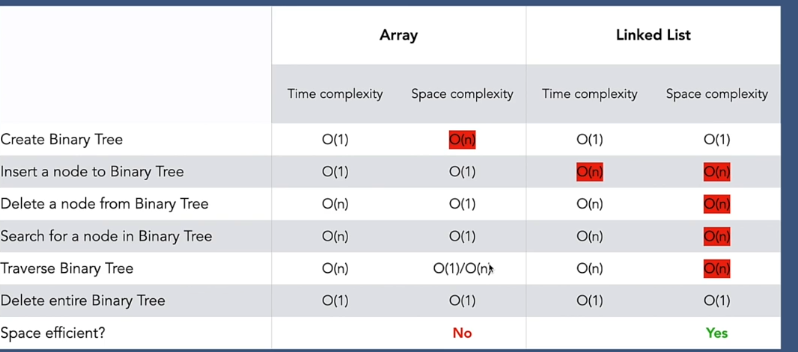 Array Linked List
Time complexity Space complexity Time complexity Space complexity
Create Binary Tree O(1) O(n) O(1) O(1)
Insert a node to Binary Tree O(1) O(1) O(n) O(n)
Delete a node from Binary Tree O(n) O(1) O(n) O(n)
Search for a node in Binary Tree O(n) O(1) O(n) O(n)
Traverse Binary Tree O(n) O(1)/O(n) O(n) O(n)
Delete entire Binary Tree O(1) O(1) O(1) O(1)
Space efficient? No Yes